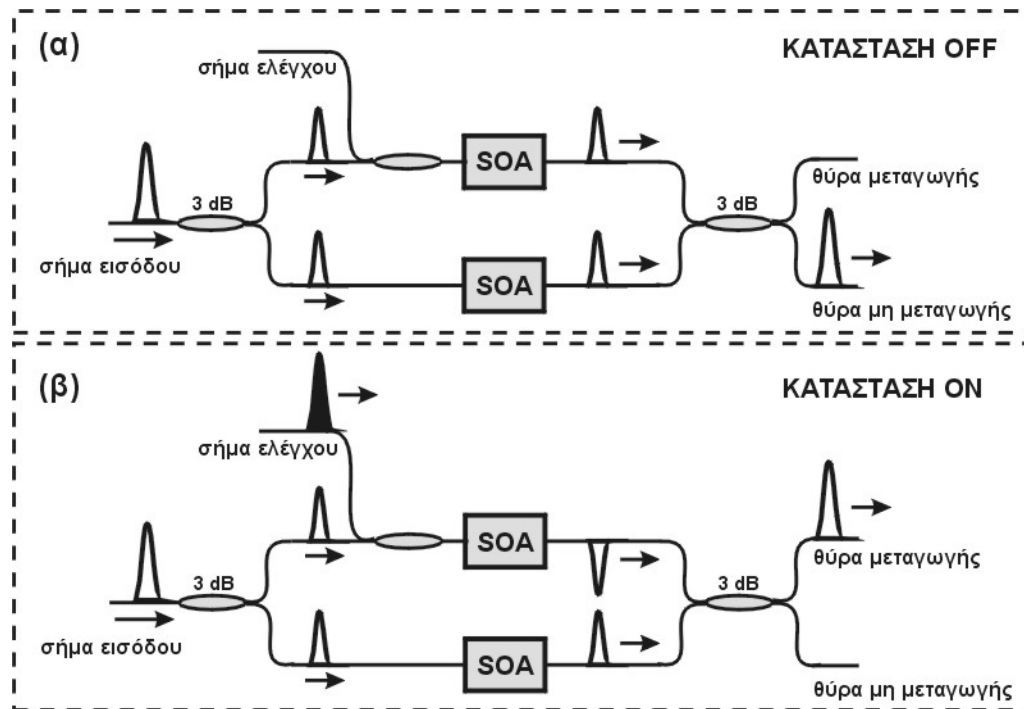 (α)
ΚΑΤΑΣΤΑΣΗ OFF
σήμα ελέγχου
SOA
3 dB
3 dB
θύρα μεταγωγής
σήμα εισόδου
SOA
θύρα μη μεταγωγής
(β)
ΚΑΤΑΣΤΑΣΗ ON
σήμα ελέγχου
SOA
θύρα μεταγωγής
3 dB
3 dB
σήμα εισόδου
SOA
θύρα μη μεταγωγής